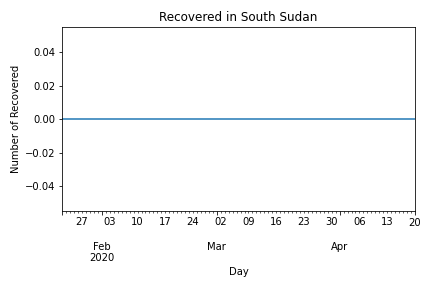 Recovered in South Sudan
Number of Recovered
0.04
0.02
0.00
−0.02
−0.04
27 03 10 17 24 02 09 16 23 30 06 13 20
Feb Mar Apr
2020
Day